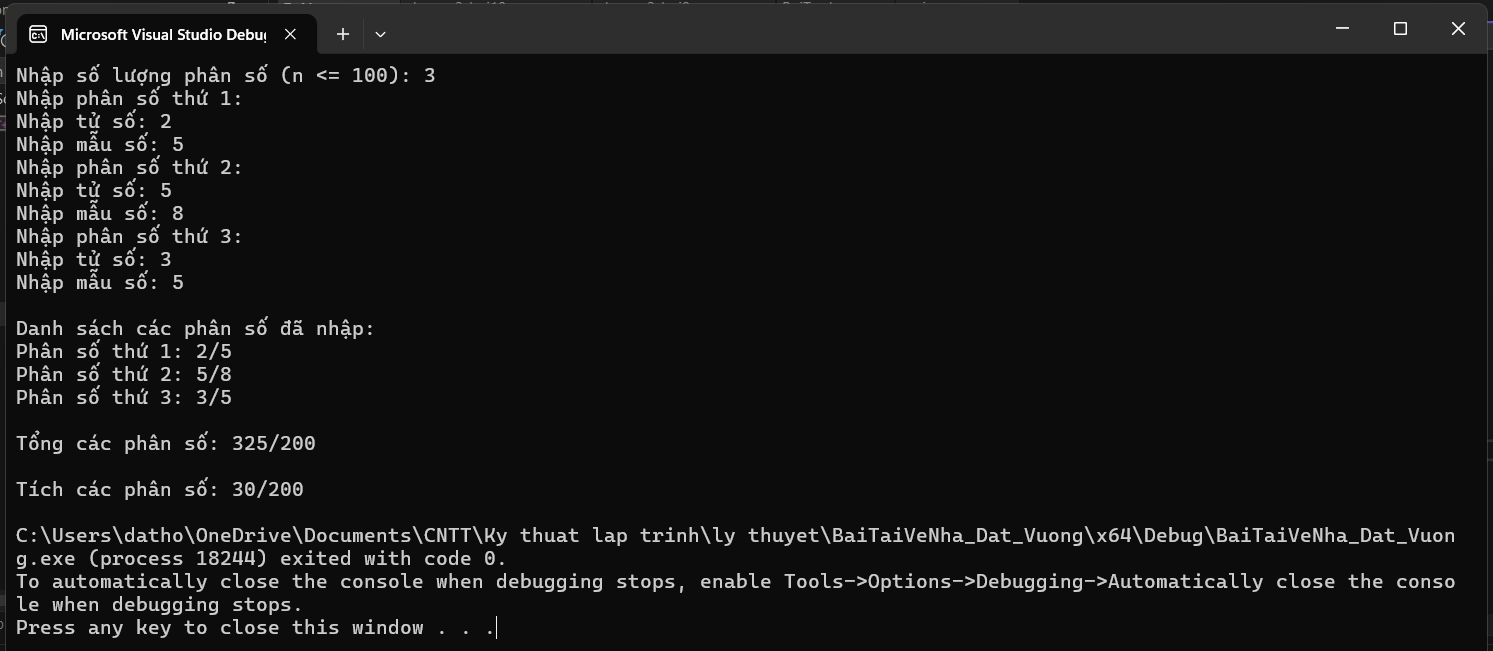 Microsoft Visual Studio Debu
Nhập số lượng phân số (n <= 100): 3
Nhập phân số thứ 1:
Nhập tử số: 2
Nhập mẫu số: 5
Nhập phân số thứ 2:
Nhập tử số: 5
Nhập mẫu số: 8
Nhập phân số thứ 3:
Nhập tử số: 3
Nhập mẫu số: 5
Danh sách các phân số đã nhập:
Phân số thứ 1: 2/5
Phân số thứ 2: 5/8
Phân số thứ 3: 3/5
Tổng các phân số: 325/200
Tích các phân số: 30/200
C:\Users\datho\OneDrive\Documents\CNTT\Ky thuat lap trinh\ly thuyet\BaiTaiVeNha_Dat_Vuong\x64\Debug\BaiTaiVeNha_Dat_Vuon
g.exe (process 18244) exited with code 0.
To automatically close the console when debugging stops, enable Tools->Options->Debugging->Automatically close the conso
le when debugging stops.
Press any key to close this window . . .